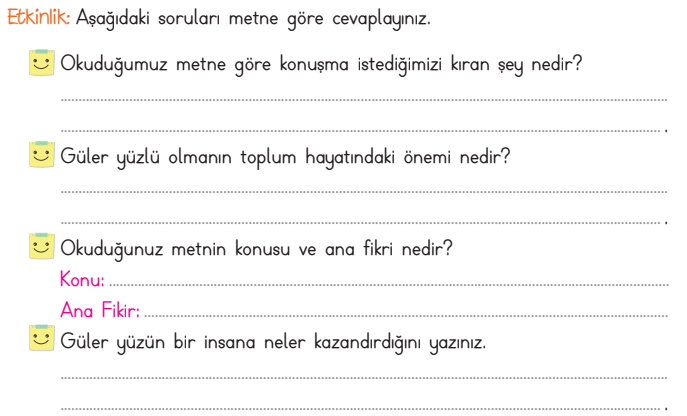 Etkinlik: Aşağıdaki soruları metne göre cevaplayınız.
Okuduğumuz metne göre konuşma istediğimizi kıran şey nedir?
Güler yüzlü olmanın toplum hayatındaki önemi nedir?
Okuduğunuz metnin konusu ve ana fikri nedir?
Konu:
Ana Fikir:
Güler yüzün bir insana neler kazandırdığını yazınız.